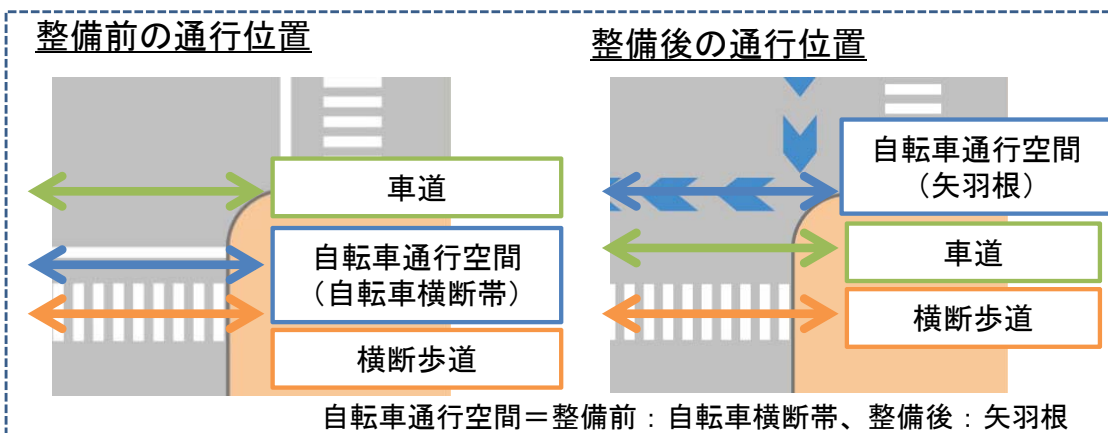 整備前の通行位置
車道
自転車通行空間
（自転車横断帯）
横断歩道
整備後の通行位置
自転車通行空間
（矢羽根）
車道
横断歩道
自転車通行空間＝整備前：自転車横断帯、整備後：矢羽根